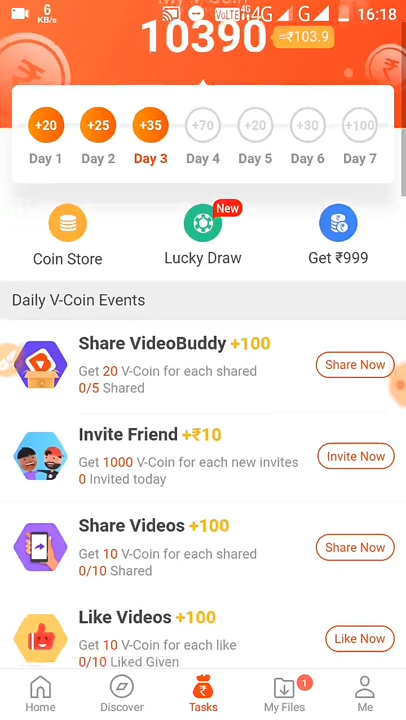 6
KB/s
VoLTE 4G
4G G 16:18
10390 =₹103.9
+20 +25 +35 +70 +20 +30 +100
Day 1 Day 2 Day 3 Day 4 Day 5 Day 6 Day 7
New
Coin Store Lucky Draw Get ₹999
Daily V-Coin Events
Share VideoBuddy +100
Get 20 V-Coin for each shared
0/5 Shared
Share Now
Invite Friend +₹10
Get 1000 V-Coin for each new invites
0 Invited today
Invite Now
Share Videos +100
Get 10 V-Coin for each shared
0/10 Shared
Share Now
Like Videos +100
Get 10 V-Coin for each like
0/10 Liked Given
Like Now
1
Home Discover Tasks My Files Me